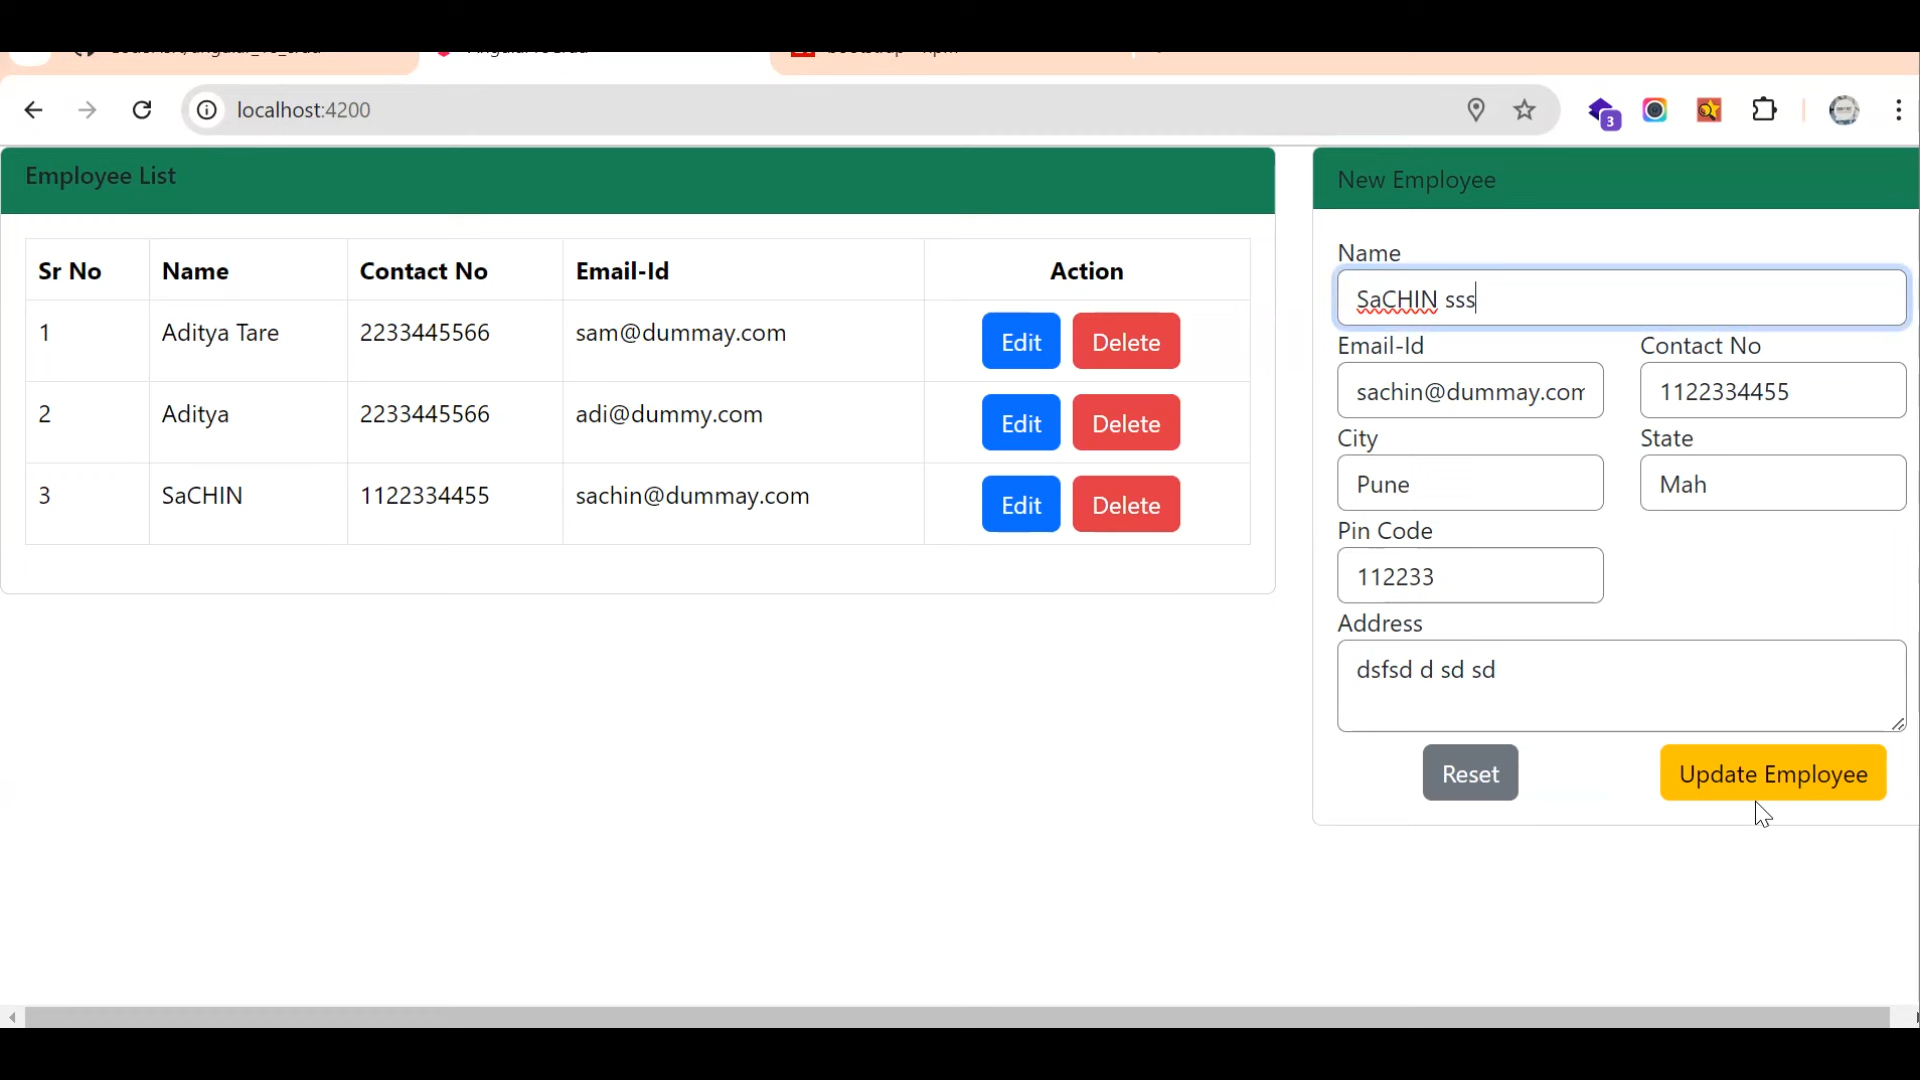 localhost:4200
3
Employee List
Sr No Name Contact No Email-Id Action
1 Aditya Tare 2233445566 sam@dummay.com Edit Delete
2 Aditya 2233445566 adi@dummy.com Edit Delete
3 SaCHIN 1122334455 sachin@dummay.com Edit Delete
New Employee
Name
SaCHIN sss
Email-Id Contact No
sachin@dummay.com 1122334455
City State
Pune Mah
Pin Code
112233
Address
dsfsd d sd sd
Reset Update Employee